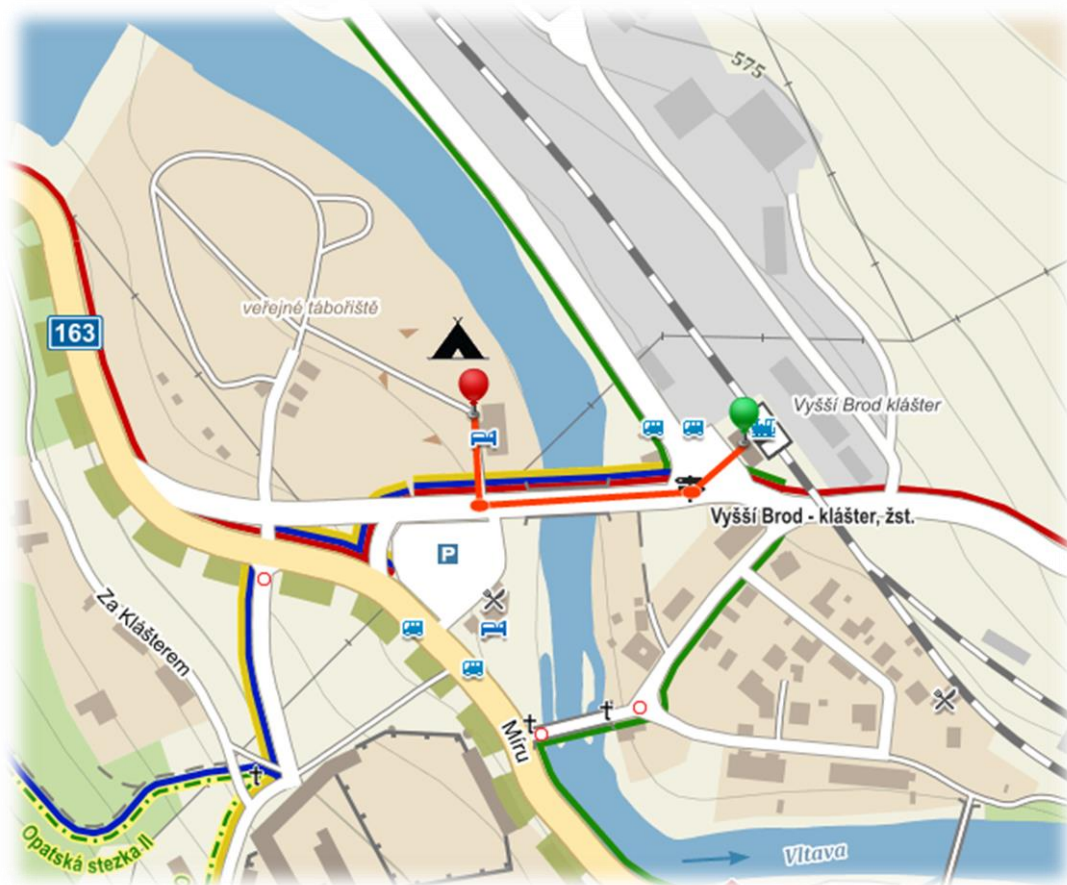 575
veřejné tábořiště
163
Vyšší Brod klášter
Vyšší Brod - klášter, žst.
P
Za Klášterem
Míru
Opatská stezka II
Vltava